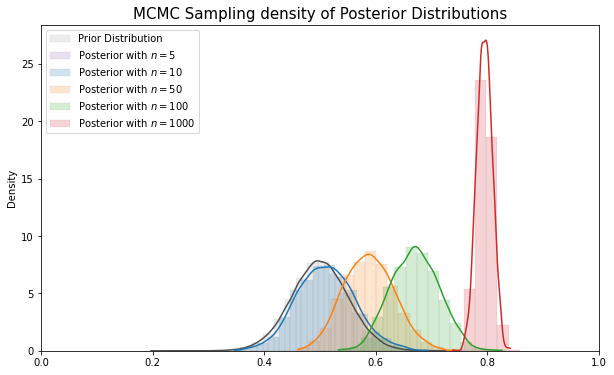 MCMC Sampling density of Posterior Distributions
Prior Distribution
Posterior with n = 5
Posterior with n = 10
Posterior with n = 50
Posterior with n = 100
Posterior with n = 1000
Density
25
20
15
10
5
0
0.0 0.2 0.4 0.6 0.8 1.0